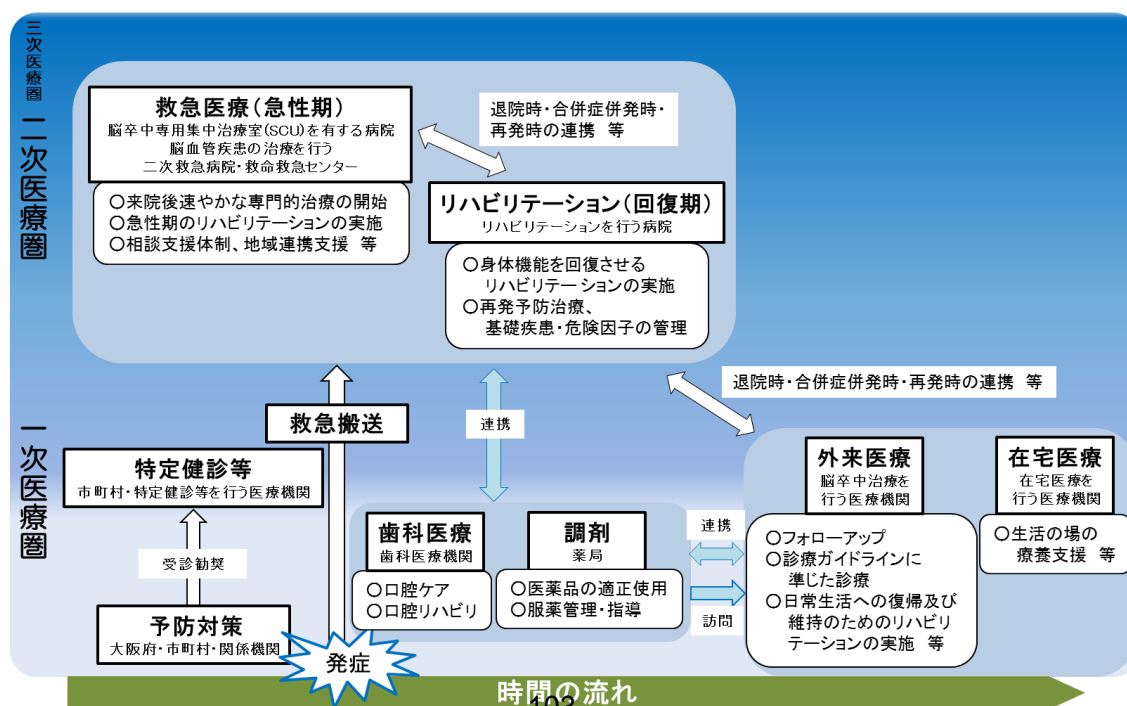 三次医療圏
二次医療圏
一次医療圏
救急医療(急性期)
脳卒中専用集中治療室(SCU)を有する病院
脳血管疾患の治療を行う
二次救急病院・救命救急センター
○来院後速やかな専門的治療の開始
○急性期のリハビリテーションの実施
○相談支援体制、地域連携支援 等
退院時・合併症併発時・
再発時の連携 等
リハビリテーション(回復期)
リハビリテーションを行う病院
○身体機能を回復させる
リハビリテーションの実施
○再発予防治療、
基礎疾患・危険因子の管理
退院時・合併症併発時・再発時の連携 等
救急搬送
連携
特定健診等
市町村・特定健診等を行う医療機関
受診勧奨
予防対策
大阪府・市町村・関係機関
発症
歯科医療
歯科医療機関
○口腔ケア
○口腔リハビリ
調剤
薬局
○医薬品の適正使用
○服薬管理・指導
連携
訪問
外来医療
脳卒中治療を
行う医療機関
○フォローアップ
○診療ガイドラインに
準じた診療
○日常生活への復帰及び
維持のためのリハビリ
テーションの実施 等
在宅医療
在宅医療を
行う医療機関
○生活の場の
療養支援 等
時間の流れ
103